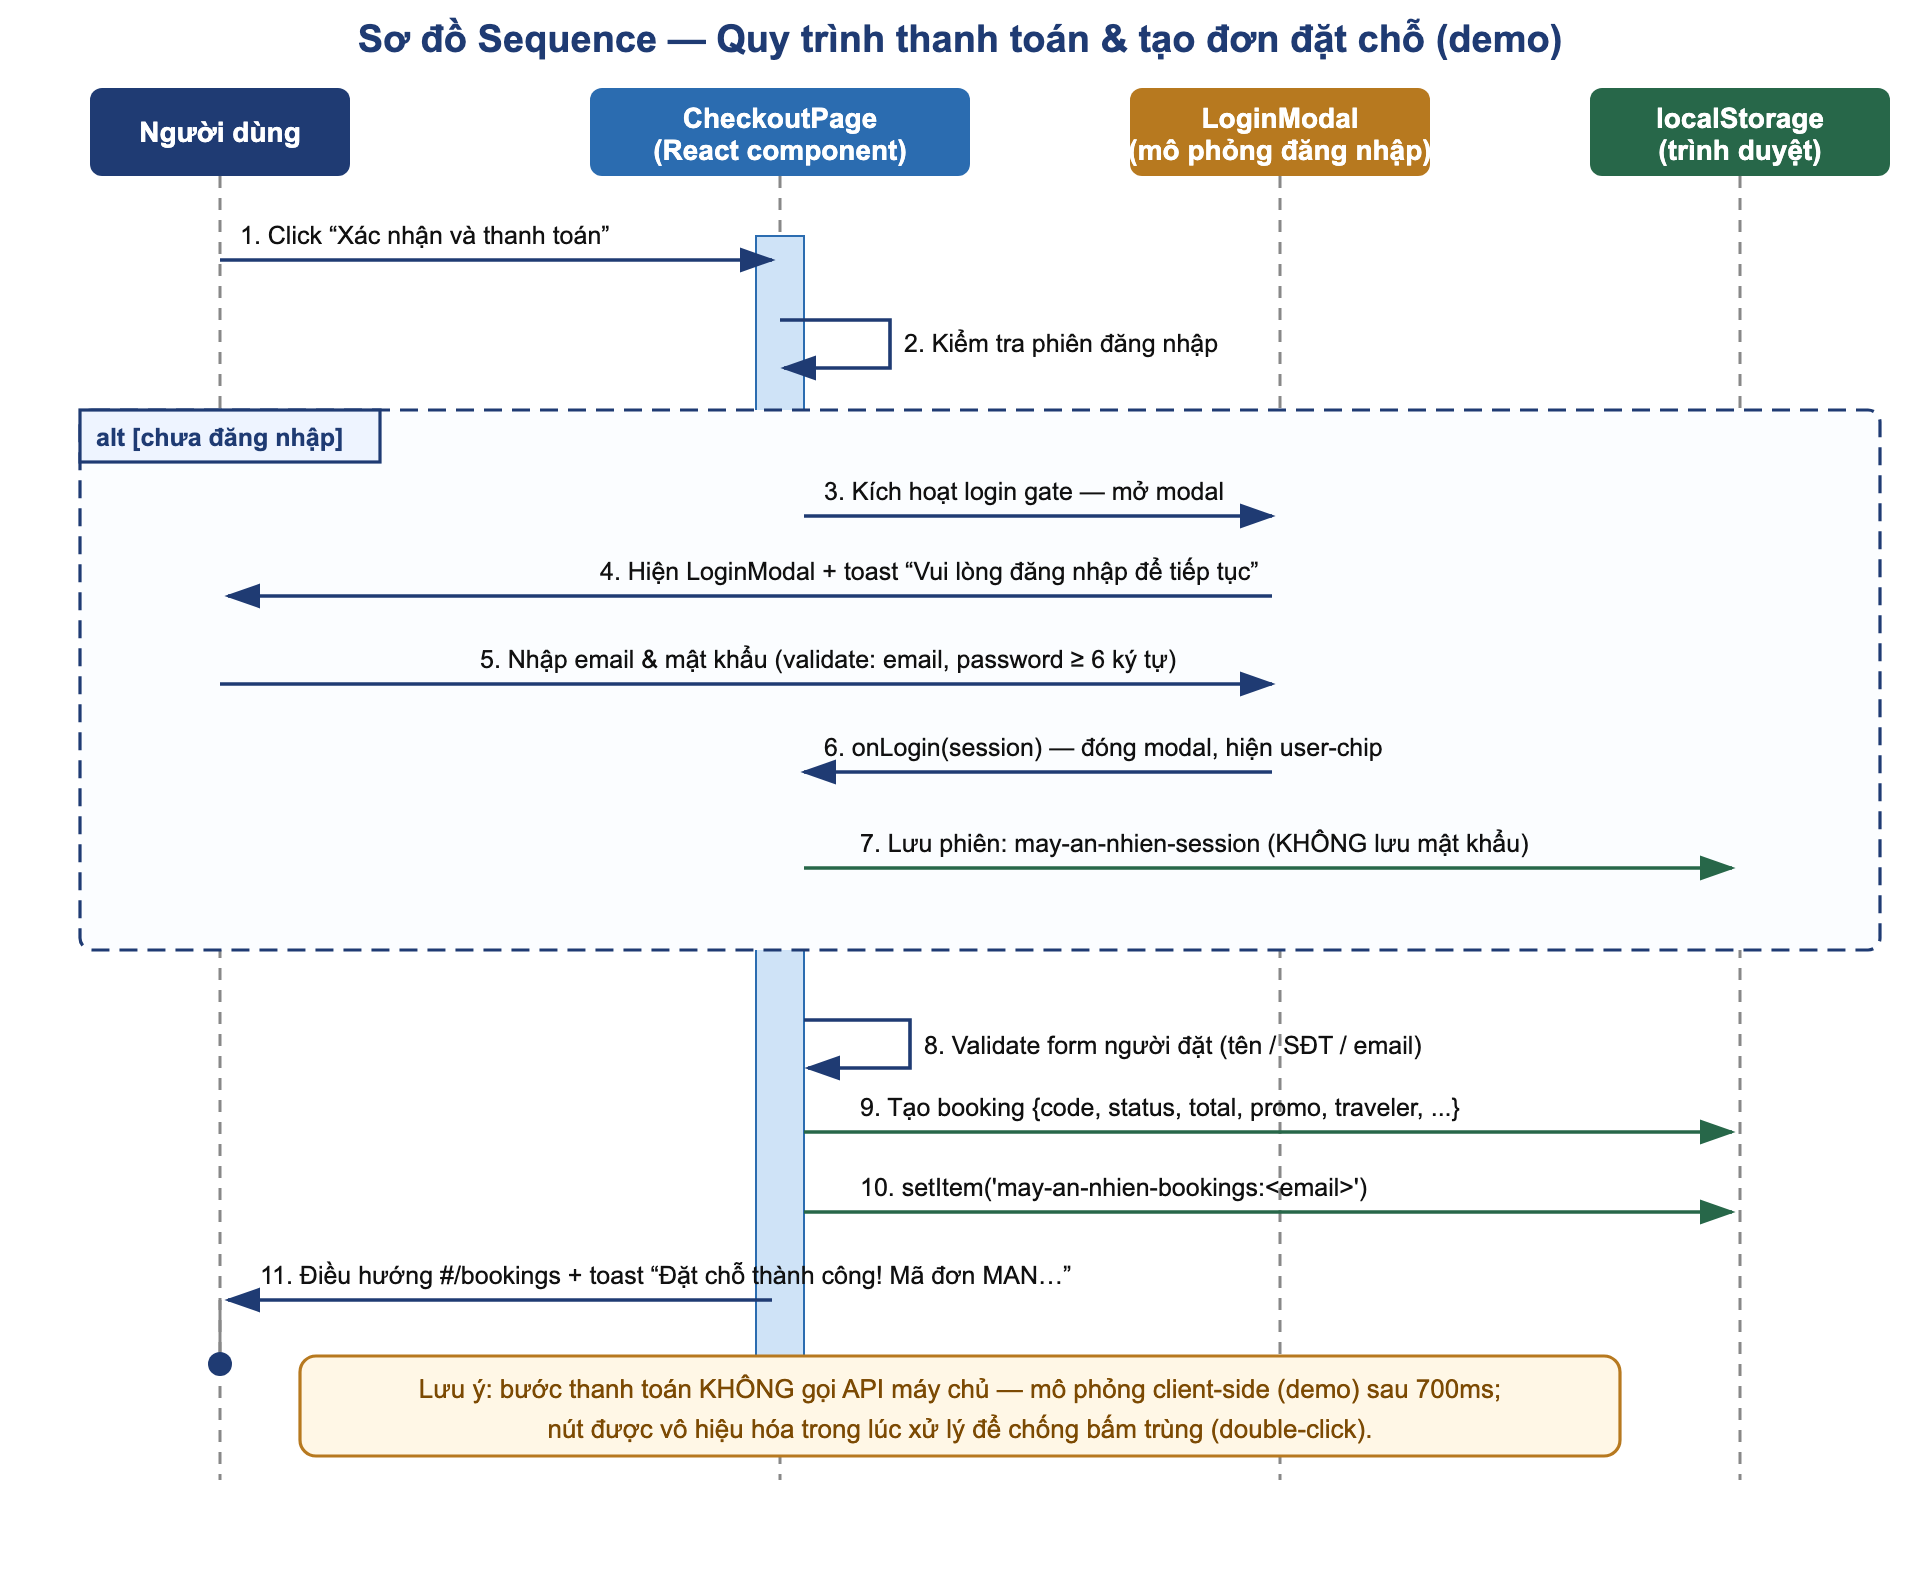 Sơ đồ Sequence — Quy trình thanh toán & tạo đơn đặt chỗ (demo)
Người dùng
CheckoutPage
(React component)
LoginModal
(mô phỏng đăng nhập)
localStorage
(trình duyệt)
1. Click “Xác nhận và thanh toán”
2. Kiểm tra phiên đăng nhập
alt [chưa đăng nhập]
3. Kích hoạt login gate — mở modal
4. Hiện LoginModal + toast “Vui lòng đăng nhập để tiếp tục”
5. Nhập email & mật khẩu (validate: email, password ≥ 6 ký tự)
6. onLogin(session) — đóng modal, hiện user-chip
7. Lưu phiên: may-an-nhien-session (KHÔNG lưu mật khẩu)
8. Validate form người đặt (tên / SĐT / email)
9. Tạo booking {code, status, total, promo, traveler, ...}
10. setItem('may-an-nhien-bookings:<email>')
11. Điều hướng #/bookings + toast “Đặt chỗ thành công! Mã đơn MAN…”
Lưu ý: bước thanh toán KHÔNG gọi API máy chủ — mô phỏng client-side (demo) sau 700ms;
nút được vô hiệu hóa trong lúc xử lý để chống bấm trùng (double-click).